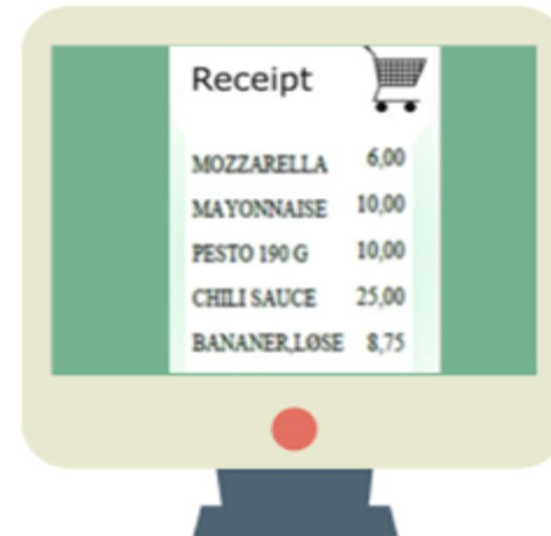 Receipt
MOZZARELLA 6,00
MAYONNAISE 10,00
PESTO 190 G 10,00
CHILI SAUCE 25,00
BANANER,LØSE 8,75